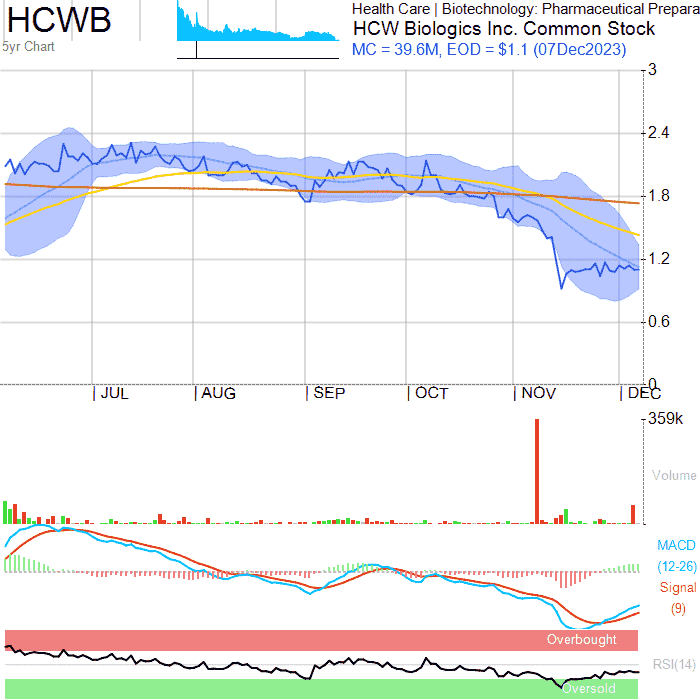 HCWB
5yr Chart
Health Care | Biotechnology: Pharmaceutical Prepara
HCW Biologics Inc. Common Stock
MC = 39.6M, EOD = $1.1 (07Dec2023)
3
2.4
1.8
1.2
0.6
0
JUL AUG SEP OCT NOV DEC
359k
Volume
MACD
(12-26)
Signal
(9)
Overbought
RSI(14)
Oversold